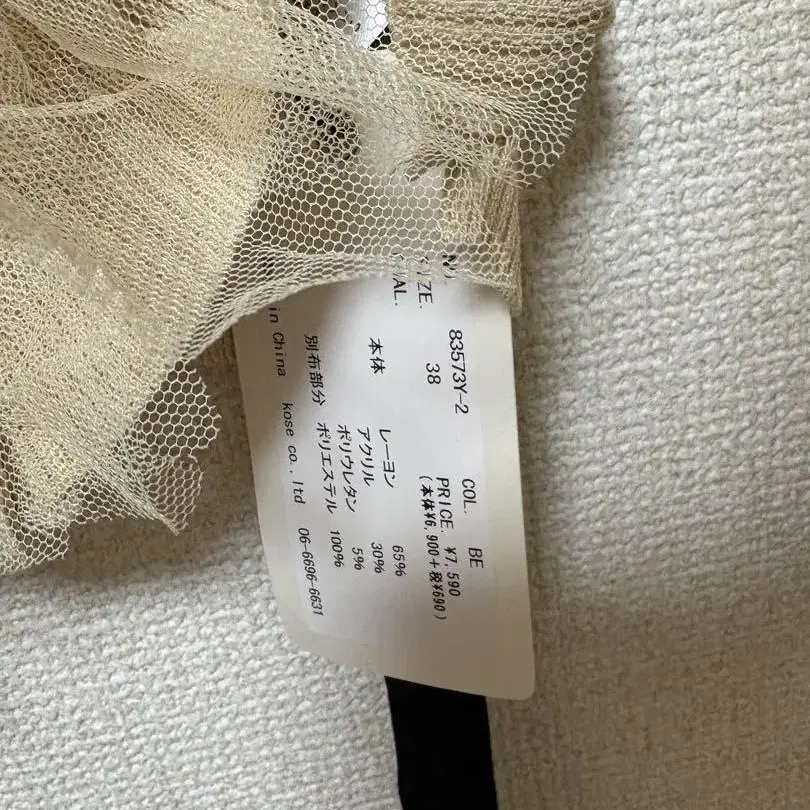 83573Y-2 COL. BE
IZE. 38 PRICE. ¥7,590
(本体¥6,900+税¥690)
本体 レーヨン 65%
アクリル 30%
ポリウレタン 5%
別布部分 ポリエステル 100%
in China kose co.,ltd 06-6696-6631